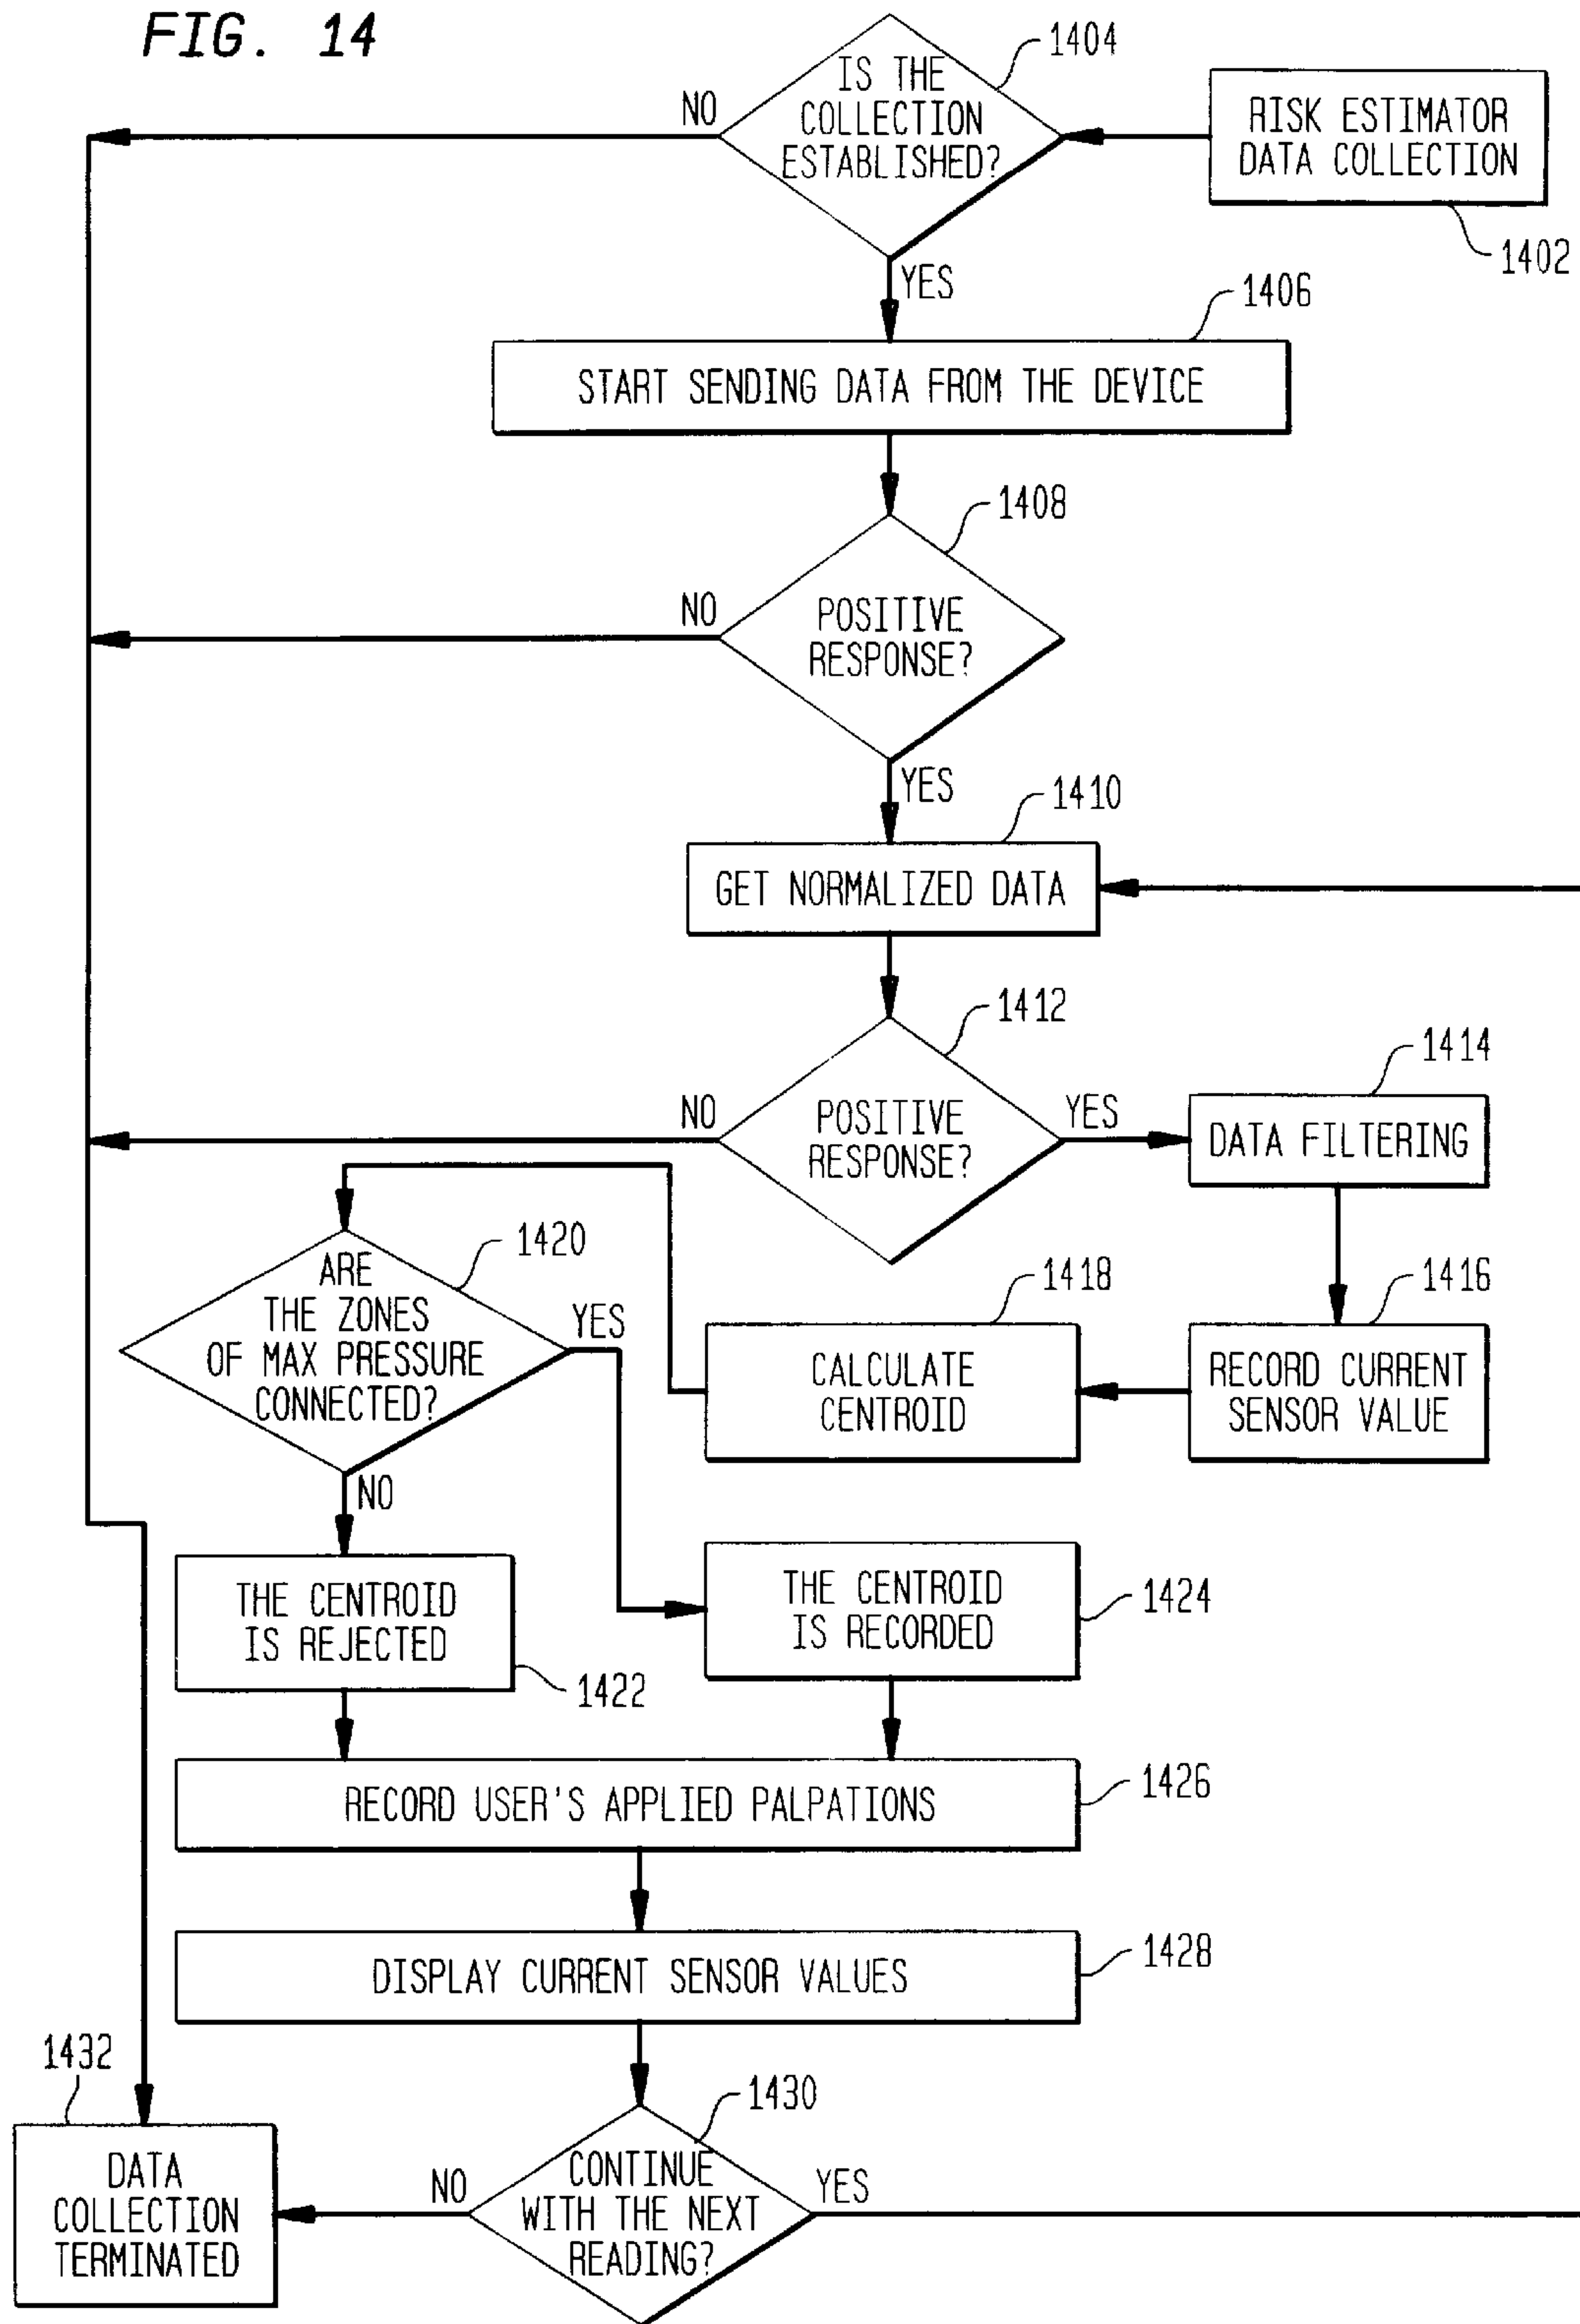 FIG. 14
1404
IS THE
COLLECTION
ESTABLISHED?
NO
RISK ESTIMATOR
DATA COLLECTION
1402
YES
1406
START SENDING DATA FROM THE DEVICE
1408
NO
POSITIVE
RESPONSE?
YES
1410
GET NORMALIZED DATA
1412
NO
POSITIVE
RESPONSE?
YES
1414
DATA FILTERING
1420
ARE
THE ZONES
OF MAX PRESSURE
CONNECTED?
YES
NO
1418
CALCULATE
CENTROID
1416
RECORD CURRENT
SENSOR VALUE
THE CENTROID
IS REJECTED
1422
THE CENTROID
IS RECORDED
1424
RECORD USER'S APPLIED PALPATIONS
1426
DISPLAY CURRENT SENSOR VALUES
1428
1432
DATA
COLLECTION
TERMINATED
NO
1430
CONTINUE
WITH THE NEXT
READING?
YES